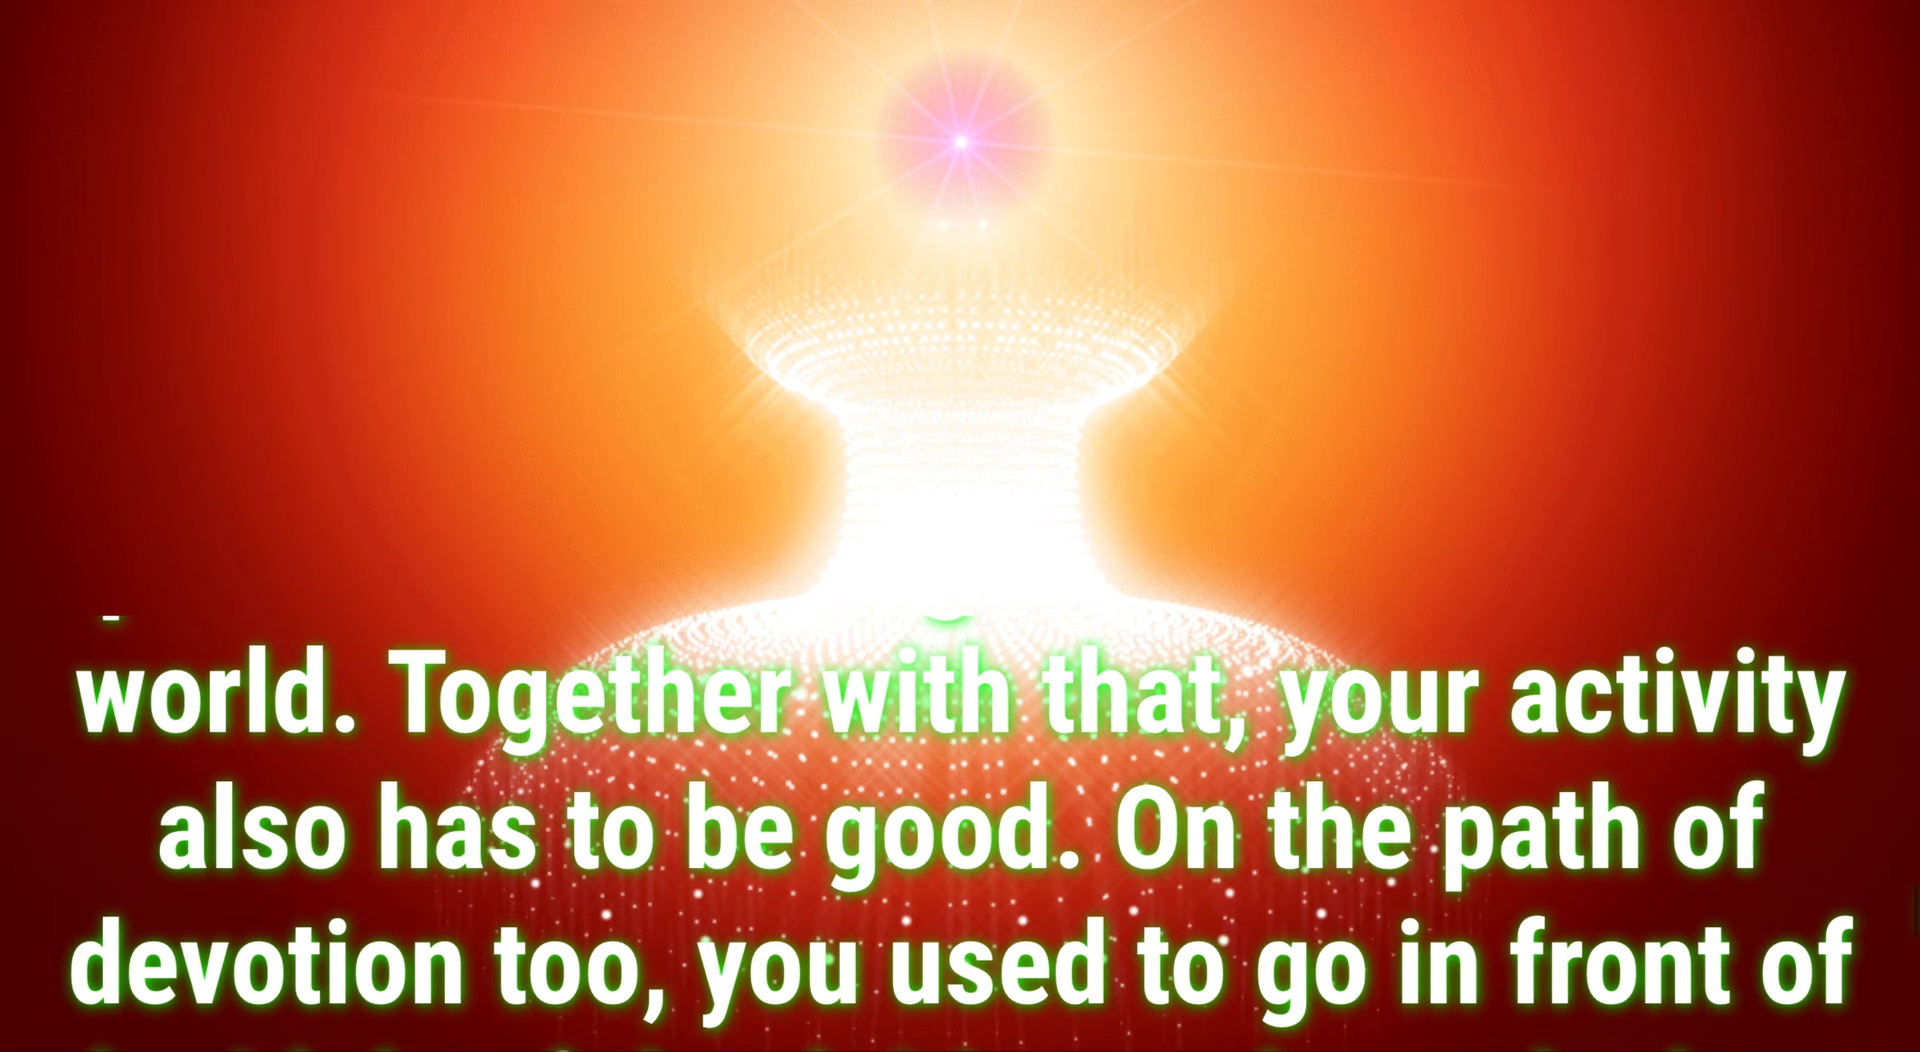 world. Together with that, your activity
also has to be good. On the path of
devotion too, you used to go in front of